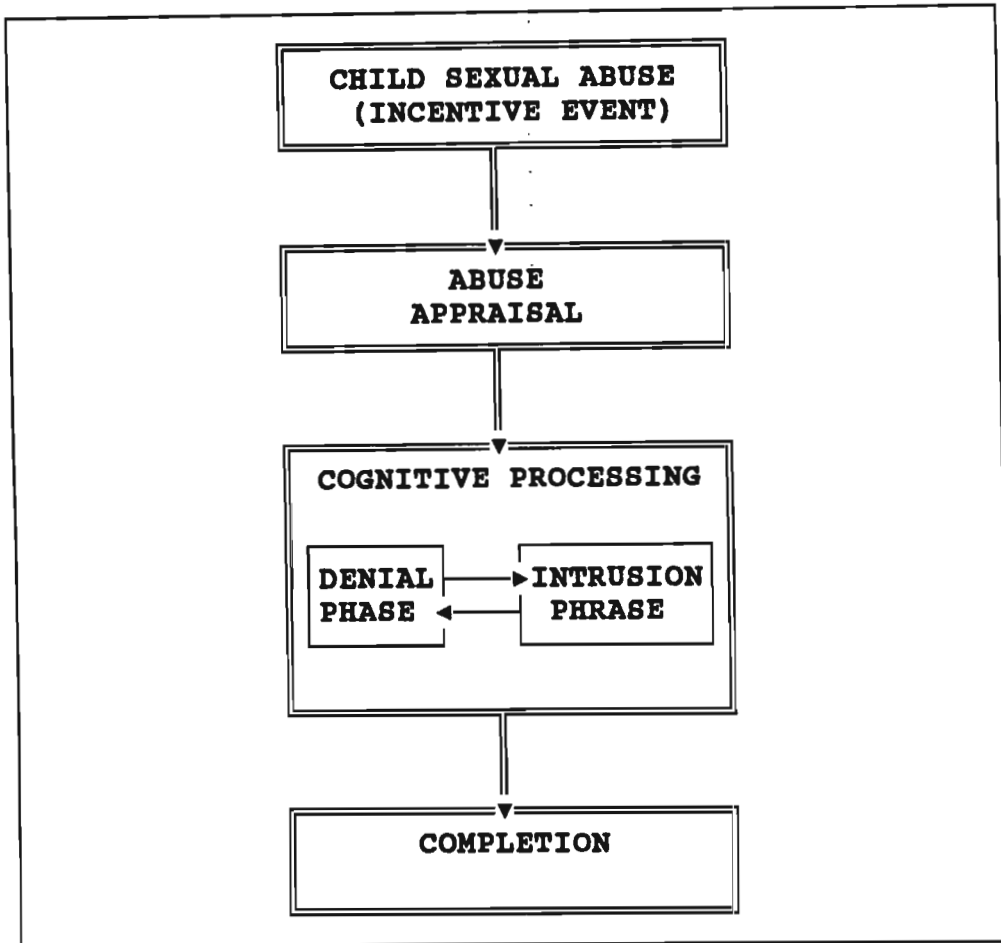 CHILD SEXUAL ABUSE
(INCENTIVE EVENT)
ABUSE
APPRAISAL
COGNITIVE PROCESSING
DENIAL
PHASE
INTRUSION
PHRASE
COMPLETION